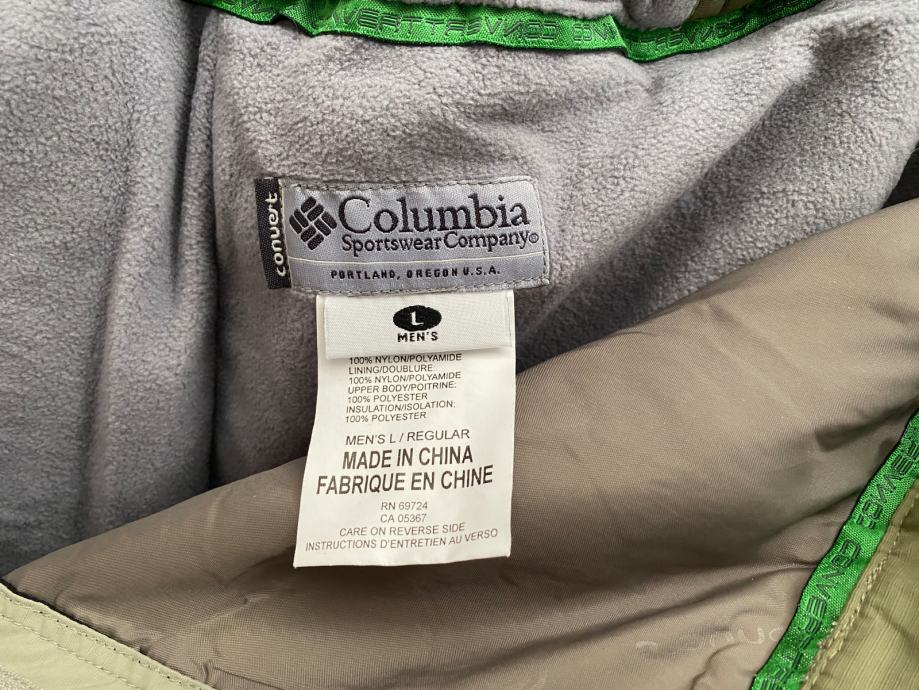 CONVERT
convert
Columbia
Sportswear Company
PORTLAND, OREGON U.S.A.
L
MEN'S
100% NYLON/POLYAMIDE
LINING/DOUBLURE:
100% NYLON/POLYAMIDE
UPPER BODY/POITRINE:
100% POLYESTER
INSULATION/ISOLATION:
100% POLYESTER
MEN'S L / REGULAR
MADE IN CHINA
FABRIQUE EN CHINE
RN 69724
CA 05367
CARE ON REVERSE SIDE
INSTRUCTIONS D'ENTRETIEN AU VERSO
CONVERT